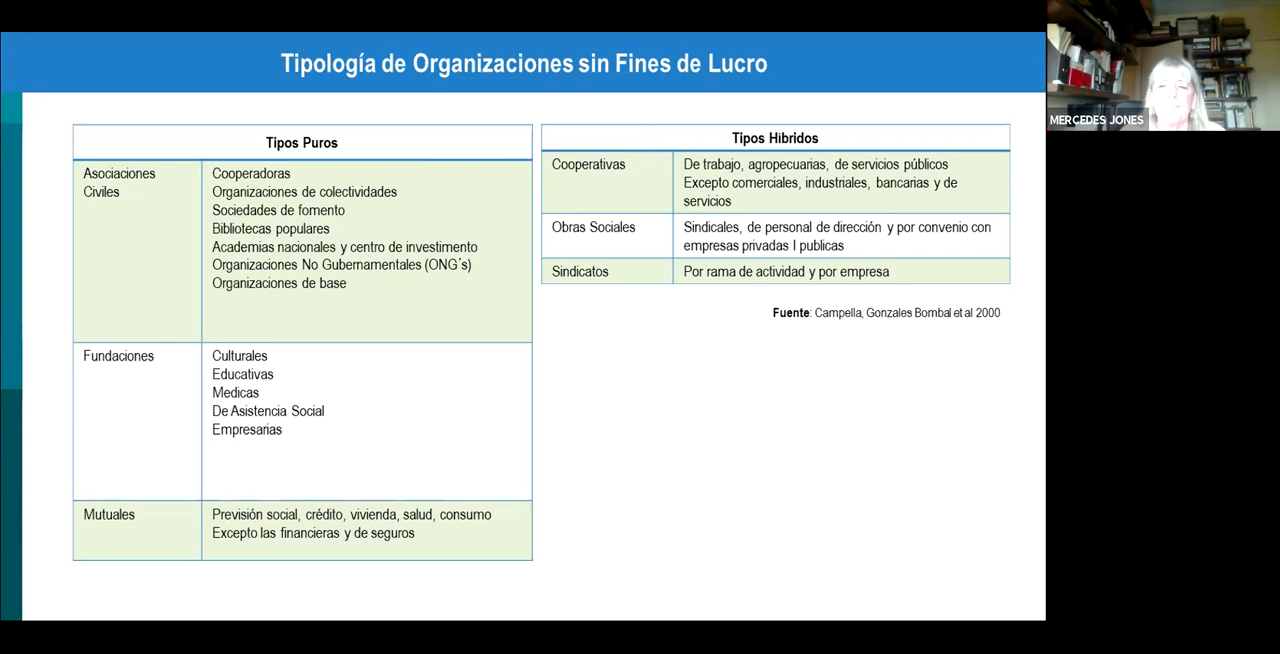 Tipología de Organizaciones sin Fines de Lucro
MERCEDES JONES
Tipos Puros
Asociaciones
Civiles
Cooperadoras
Organizaciones de colectividades
Sociedades de fomento
Bibliotecas populares
Academias nacionales y centro de investimento
Organizaciones No Gubernamentales (ONG´s)
Organizaciones de base
Fundaciones
Culturales
Educativas
Medicas
De Asistencia Social
Empresarias
Mutuales
Previsión social, crédito, vivienda, salud, consumo
Excepto las financieras y de seguros
Tipos Hibridos
Cooperativas
De trabajo, agropecuarias, de servicios públicos
Excepto comerciales, industriales, bancarias y de
servicios
Obras Sociales
Sindicales, de personal de dirección y por convenio con
empresas privadas I publicas
Sindicatos
Por rama de actividad y por empresa
Fuente: Campella, Gonzales Bombal et al 2000